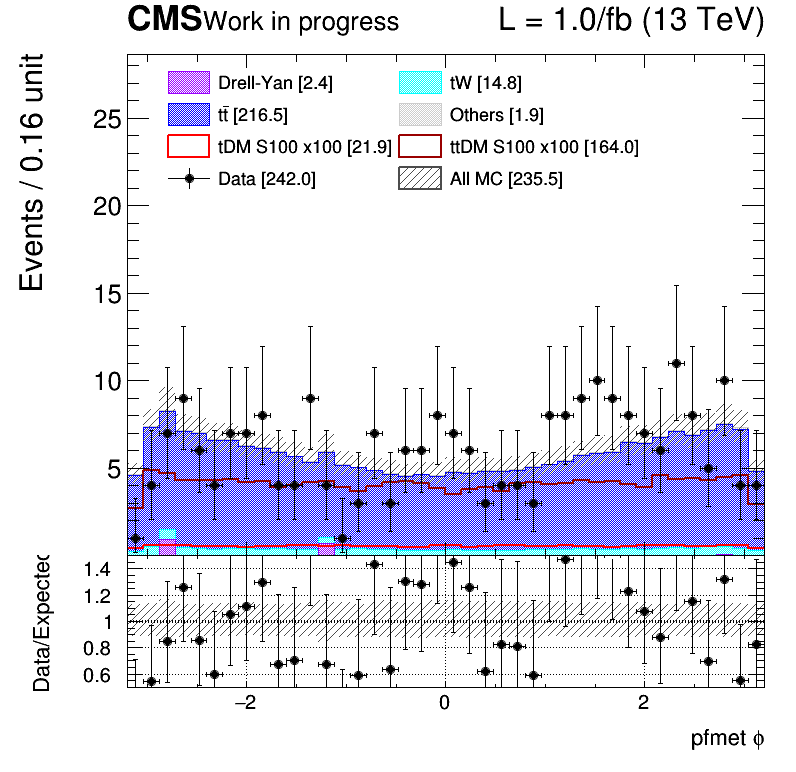 CMS Work in progress L = 1.0/fb (13 TeV)
Events / 0.16 unit
Drell-Yan [2.4] tW [14.8]
tt̄ [216.5] Others [1.9]
tDM S100 x100 [21.9] ttDM S100 x100 [164.0]
Data [242.0] All MC [235.5]
25
20
15
10
5
Data/Expected
1.4
1.2
1
0.8
0.6
−2 0 2
pfmet ϕ